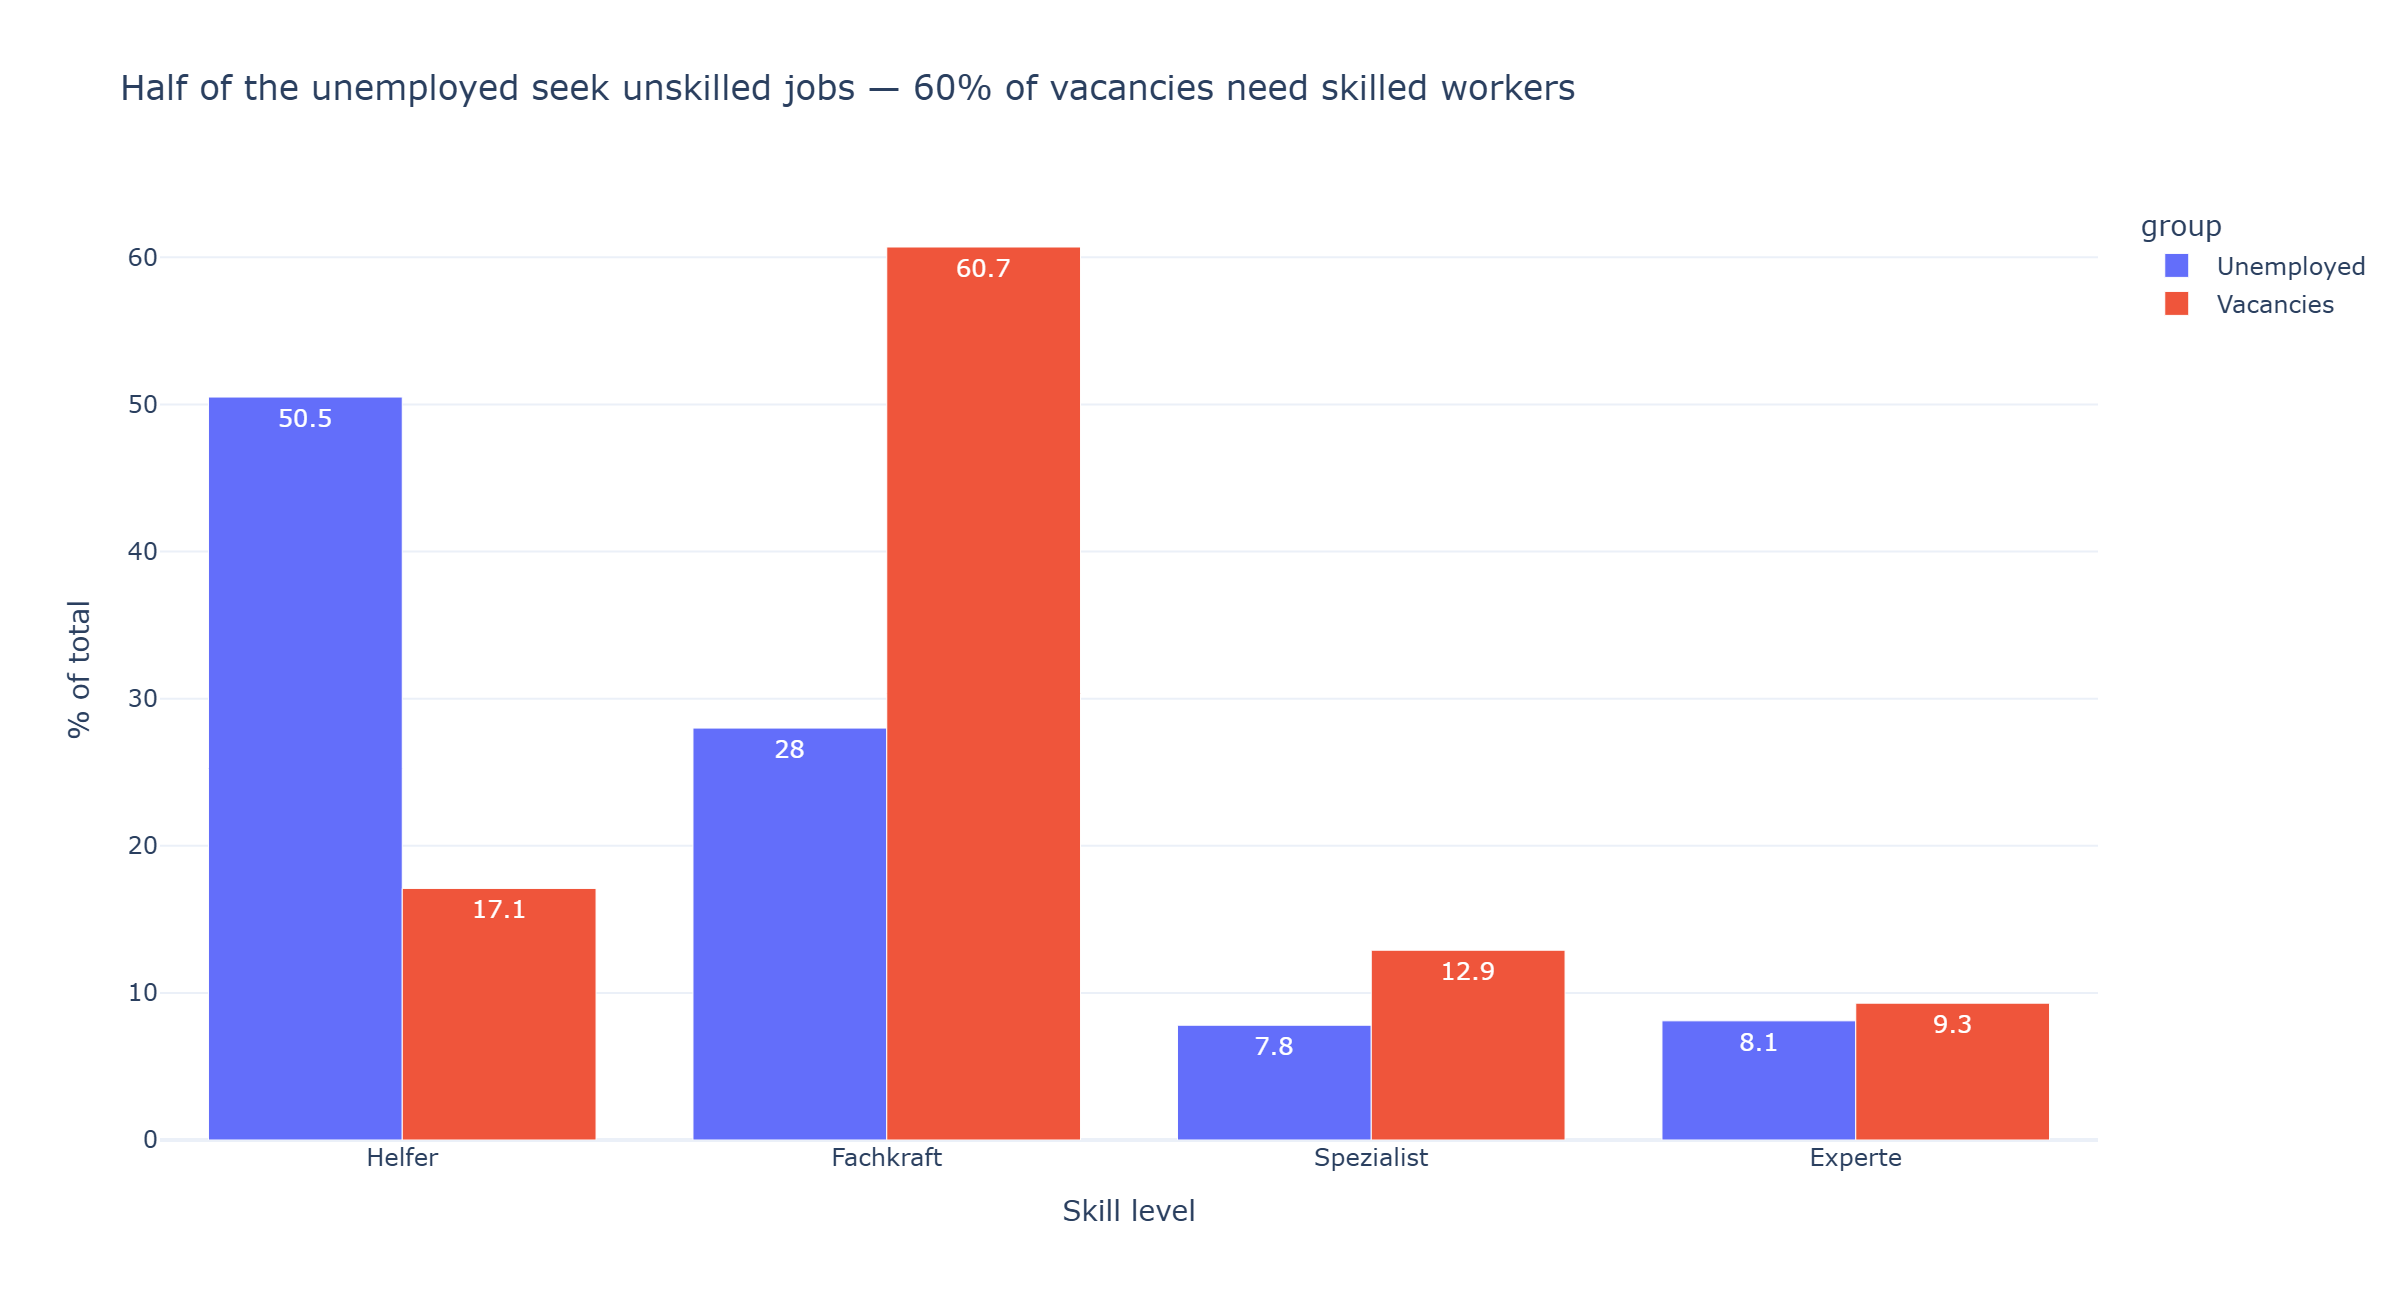 Half of the unemployed seek unskilled jobs — 60% of vacancies need skilled workers
group
Unemployed
Vacancies
% of total
60
50
40
30
20
10
0
50.5
17.1
28
60.7
7.8
12.9
8.1
9.3
Helfer
Fachkraft
Spezialist
Experte
Skill level